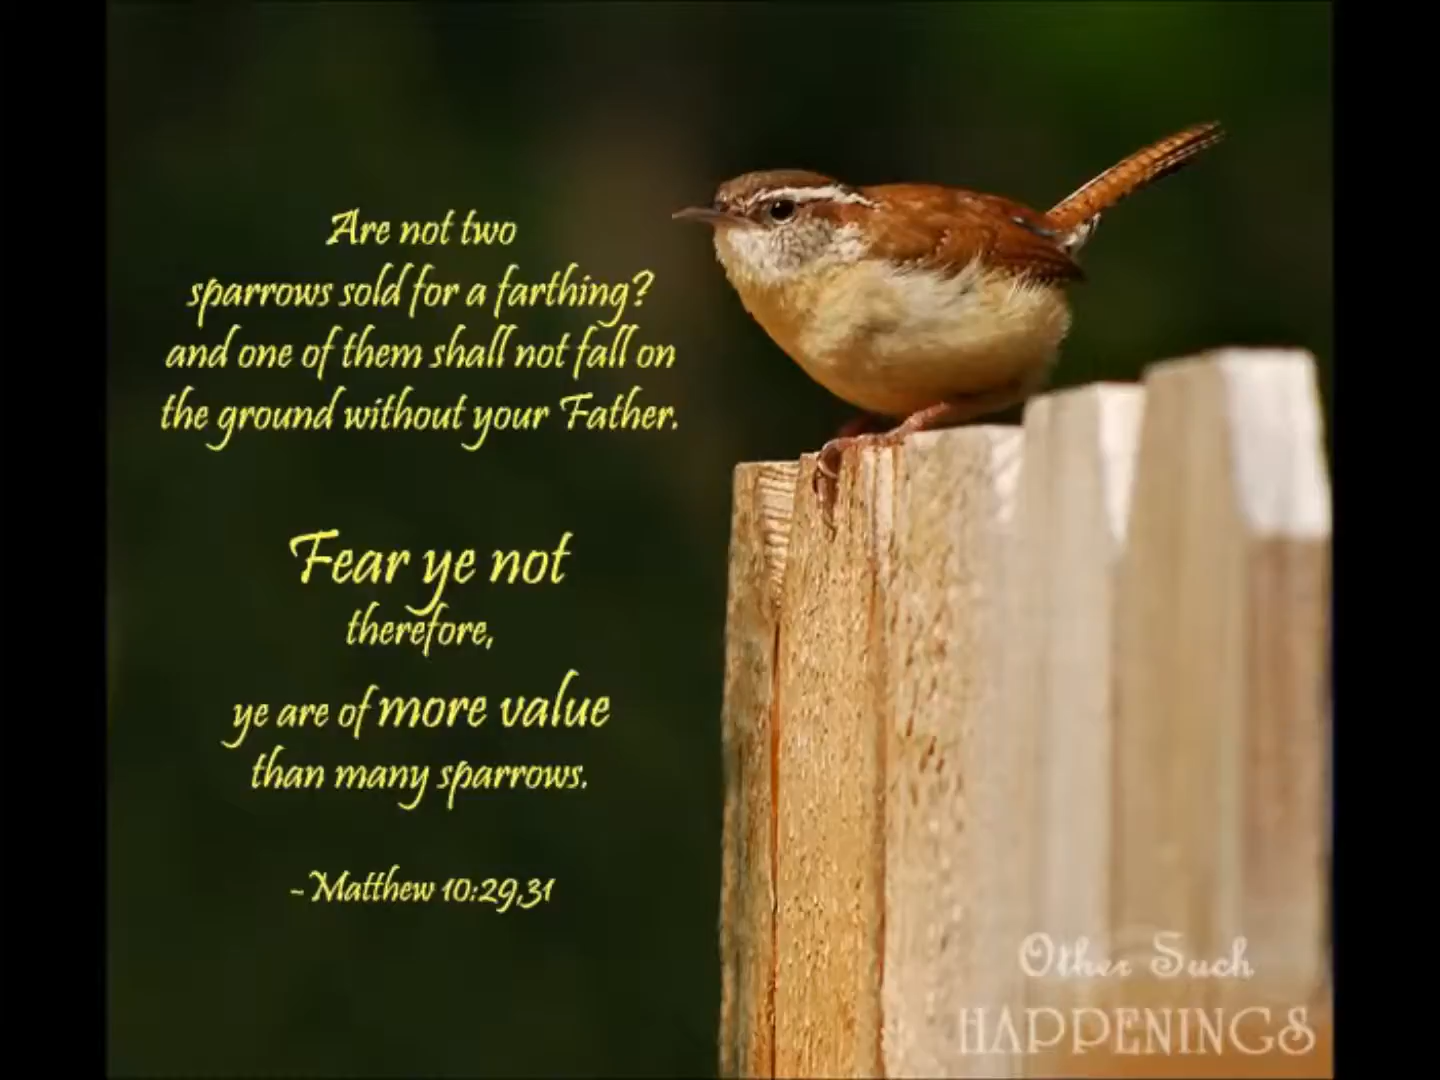 Are not two
sparrows sold for a farthing?
and one of them shall not fall on
the ground without your Father.
Fear ye not
therefore,
ye are of more value
than many sparrows.
~Matthew 10:29,31
Other Such
HAPPENINGS